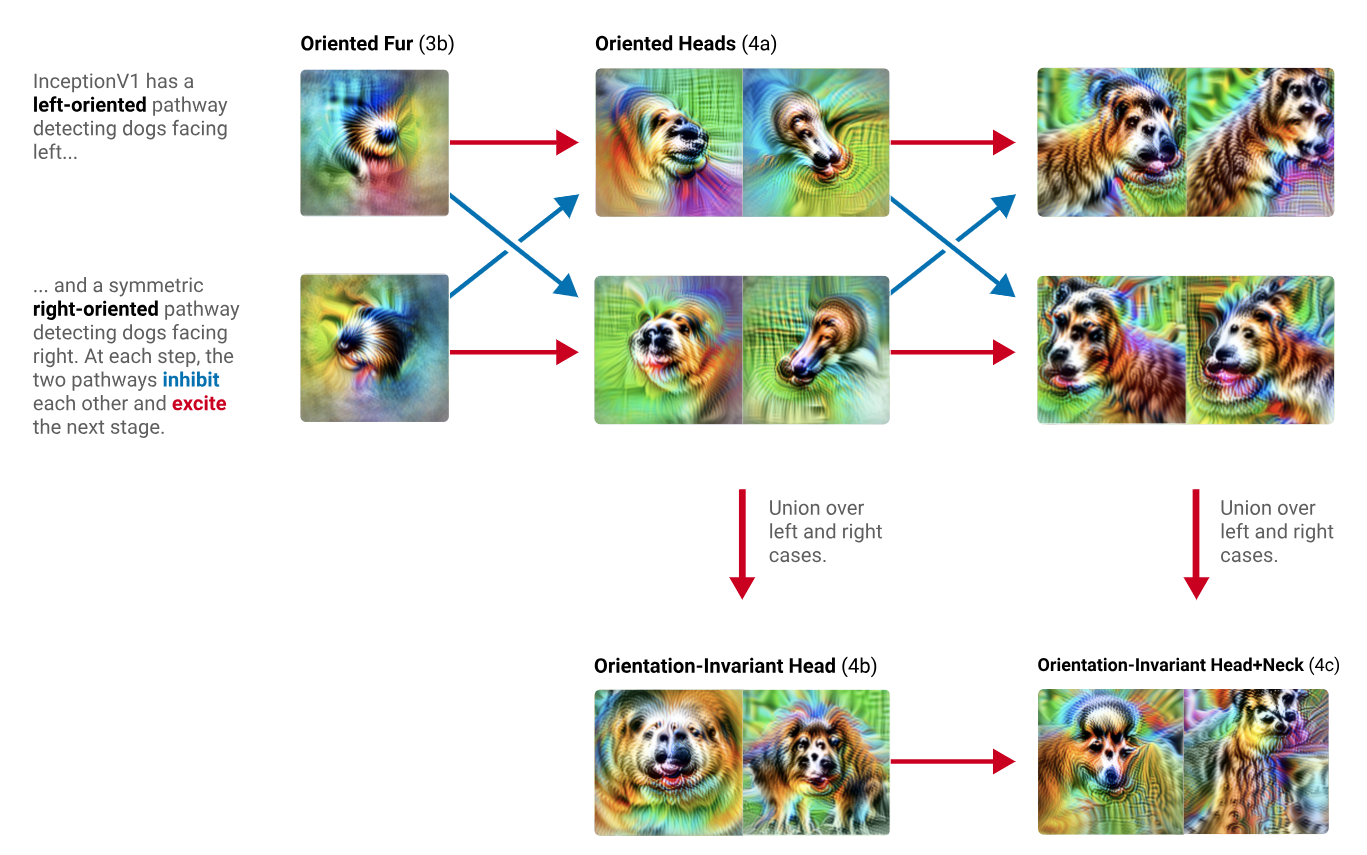 Oriented Fur (3b)
Oriented Heads (4a)
InceptionV1 has a
left-oriented pathway
detecting dogs facing
left...
... and a symmetric
right-oriented pathway
detecting dogs facing
right. At each step, the
two pathways inhibit
each other and excite
the next stage.
Union over
left and right
cases.
Union over
left and right
cases.
Orientation-Invariant Head (4b)
Orientation-Invariant Head+Neck (4c)